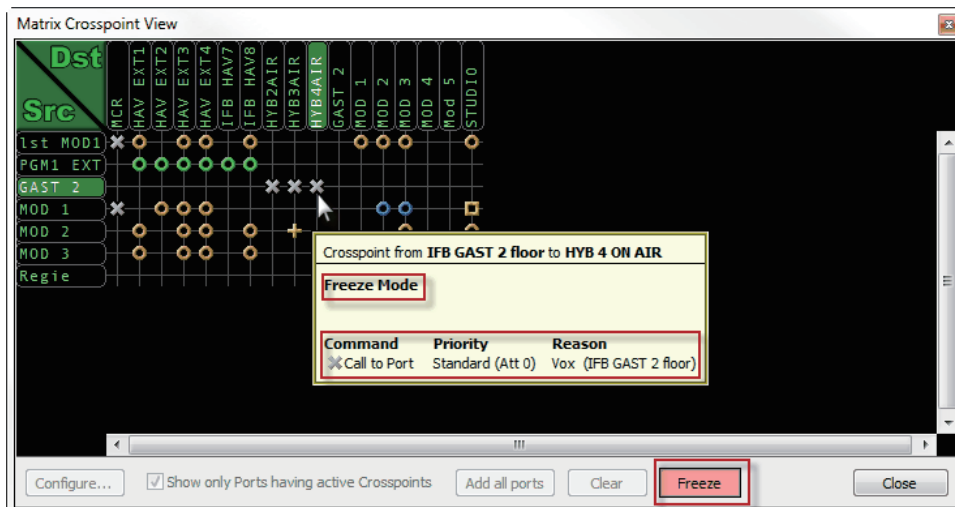 Matrix Crosspoint View
Dst
Src
MCR
HAV EXT1
HAV EXT2
HAV EXT3
HAV EXT4
IFB HAV7
IFB HAV8
HYB2AIR
HYB3AIR
HYB4AIR
GAST 2
MOD 1
MOD 2
MOD 3
MOD 4
Mod 5
STUDIO
lst MOD1
PGM1 EXT
GAST 2
MOD 1
MOD 2
MOD 3
Regie
Crosspoint from IFB GAST 2 floor to HYB 4 ON AIR
Freeze Mode
Command Priority Reason
Call to Port Standard (Att 0) Vox (IFB GAST 2 floor)
Configure... Show only Ports having active Crosspoints Add all ports Clear Freeze Close